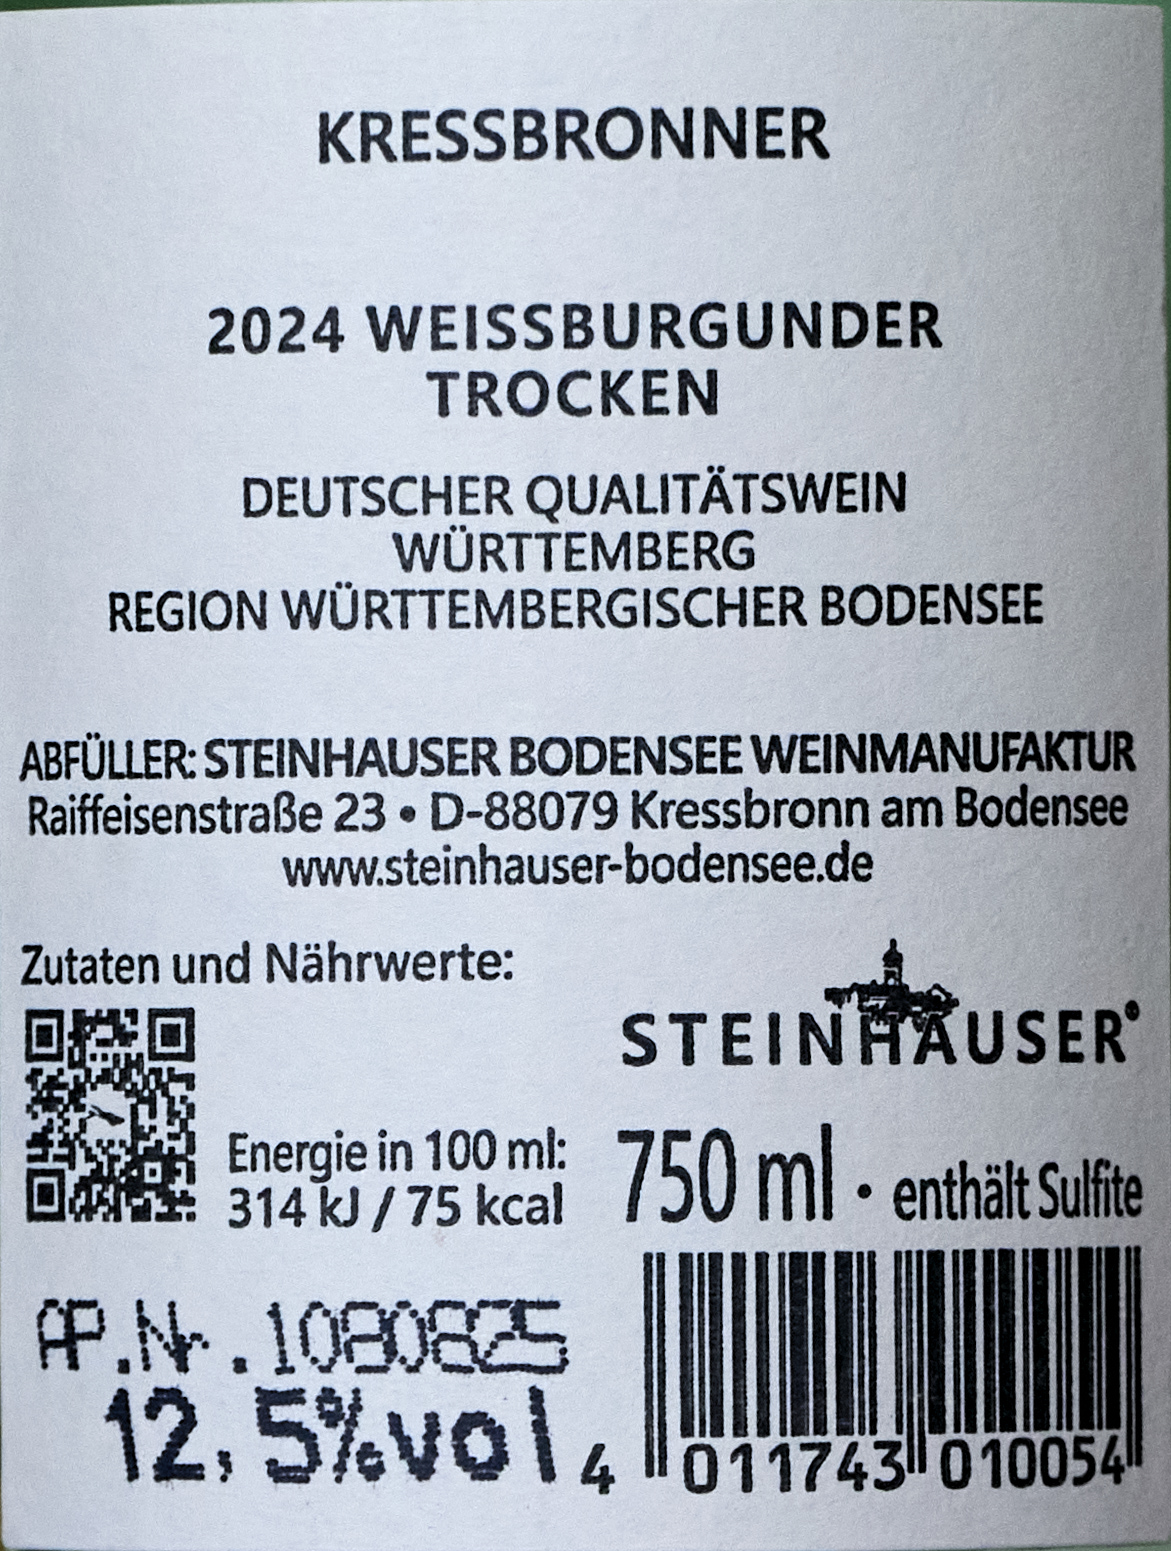 KRESSBRONNER
2024 WEISSBURGUNDER
TROCKEN
DEUTSCHER QUALITÄTSWEIN
WÜRTTEMBERG
REGION WÜRTTEMBERGISCHER BODENSEE
ABFÜLLER: STEINHAUSER BODENSEE WEINMANUFAKTUR
Raiffeisenstraße 23 • D-88079 Kressbronn am Bodensee
www.steinhauser-bodensee.de
Zutaten und Nährwerte:
STEINHAUSER®
Energie in 100 ml:
314 kJ / 75 kcal
750 ml • enthält Sulfite
AP.Nr.
12,5%vol
4 011743 010054